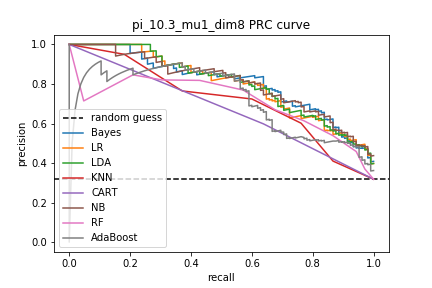 pi_10.3_mu1_dim8 PRC curve
1.0
0.8
0.6
0.4
0.2
0.0
precision
random guess
Bayes
LR
LDA
KNN
CART
NB
RF
AdaBoost
0.0 0.2 0.4 0.6 0.8 1.0
recall